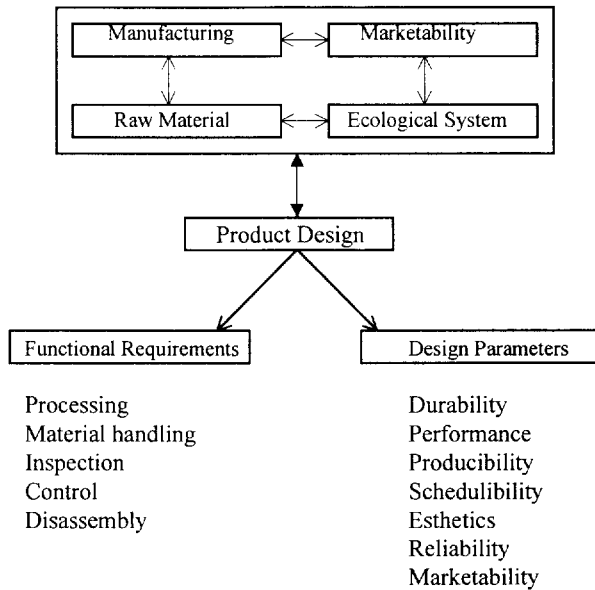 Manufacturing
Marketability
Raw Material
Ecological System
Product Design
Functional Requirements
Design Parameters
Processing
Material handling
Inspection
Control
Disassembly
Durability
Performance
Producibility
Schedulibility
Esthetics
Reliability
Marketability